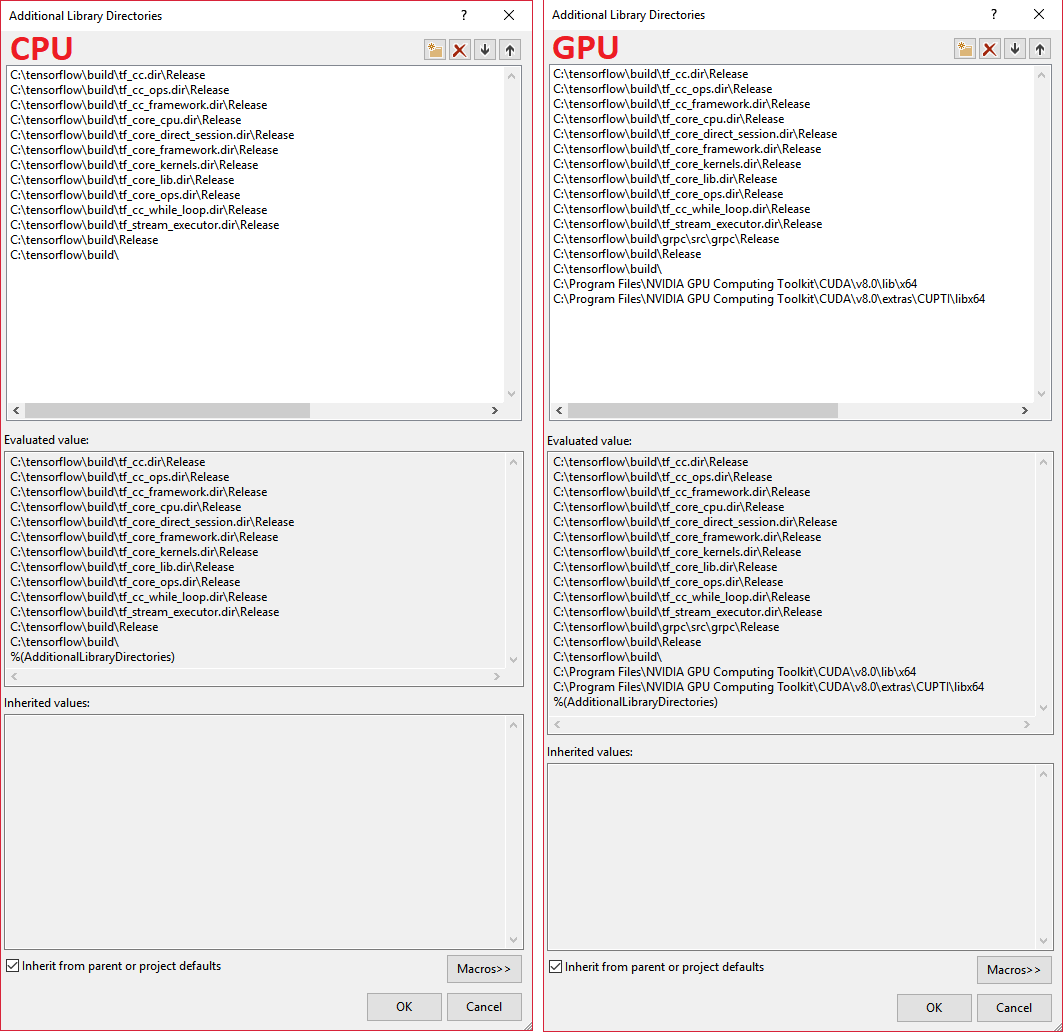 Additional Library Directories
?
CPU
C:\tensorflow\build\tf_cc.dir\Release
C:\tensorflow\build\tf_cc_ops.dir\Release
C:\tensorflow\build\tf_cc_framework.dir\Release
C:\tensorflow\build\tf_core_cpu.dir\Release
C:\tensorflow\build\tf_core_direct_session.dir\Release
C:\tensorflow\build\tf_core_framework.dir\Release
C:\tensorflow\build\tf_core_kernels.dir\Release
C:\tensorflow\build\tf_core_lib.dir\Release
C:\tensorflow\build\tf_core_ops.dir\Release
C:\tensorflow\build\tf_cc_while_loop.dir\Release
C:\tensorflow\build\tf_stream_executor.dir\Release
C:\tensorflow\build\Release
C:\tensorflow\build\
Evaluated value:
C:\tensorflow\build\tf_cc.dir\Release
C:\tensorflow\build\tf_cc_ops.dir\Release
C:\tensorflow\build\tf_cc_framework.dir\Release
C:\tensorflow\build\tf_core_cpu.dir\Release
C:\tensorflow\build\tf_core_direct_session.dir\Release
C:\tensorflow\build\tf_core_framework.dir\Release
C:\tensorflow\build\tf_core_kernels.dir\Release
C:\tensorflow\build\tf_core_lib.dir\Release
C:\tensorflow\build\tf_core_ops.dir\Release
C:\tensorflow\build\tf_cc_while_loop.dir\Release
C:\tensorflow\build\tf_stream_executor.dir\Release
C:\tensorflow\build\Release
C:\tensorflow\build\
%(AdditionalLibraryDirectories)
Inherited values:
Inherit from parent or project defaults
Macros>>
OK
Cancel
Additional Library Directories
?
GPU
C:\tensorflow\build\tf_cc.dir\Release
C:\tensorflow\build\tf_cc_ops.dir\Release
C:\tensorflow\build\tf_cc_framework.dir\Release
C:\tensorflow\build\tf_core_cpu.dir\Release
C:\tensorflow\build\tf_core_direct_session.dir\Release
C:\tensorflow\build\tf_core_framework.dir\Release
C:\tensorflow\build\tf_core_kernels.dir\Release
C:\tensorflow\build\tf_core_lib.dir\Release
C:\tensorflow\build\tf_core_ops.dir\Release
C:\tensorflow\build\tf_cc_while_loop.dir\Release
C:\tensorflow\build\tf_stream_executor.dir\Release
C:\tensorflow\build\grpc\src\grpc\Release
C:\tensorflow\build\Release
C:\tensorflow\build\
C:\Program Files\NVIDIA GPU Computing Toolkit\CUDA\v8.0\lib\x64
C:\Program Files\NVIDIA GPU Computing Toolkit\CUDA\v8.0\extras\CUPTI\libx64
Evaluated value:
C:\tensorflow\build\tf_cc.dir\Release
C:\tensorflow\build\tf_cc_ops.dir\Release
C:\tensorflow\build\tf_cc_framework.dir\Release
C:\tensorflow\build\tf_core_cpu.dir\Release
C:\tensorflow\build\tf_core_direct_session.dir\Release
C:\tensorflow\build\tf_core_framework.dir\Release
C:\tensorflow\build\tf_core_kernels.dir\Release
C:\tensorflow\build\tf_core_lib.dir\Release
C:\tensorflow\build\tf_core_ops.dir\Release
C:\tensorflow\build\tf_cc_while_loop.dir\Release
C:\tensorflow\build\tf_stream_executor.dir\Release
C:\tensorflow\build\grpc\src\grpc\Release
C:\tensorflow\build\Release
C:\tensorflow\build\
C:\Program Files\NVIDIA GPU Computing Toolkit\CUDA\v8.0\lib\x64
C:\Program Files\NVIDIA GPU Computing Toolkit\CUDA\v8.0\extras\CUPTI\libx64
%(AdditionalLibraryDirectories)
Inherited values:
Inherit from parent or project defaults
Macros>>
OK
Cancel